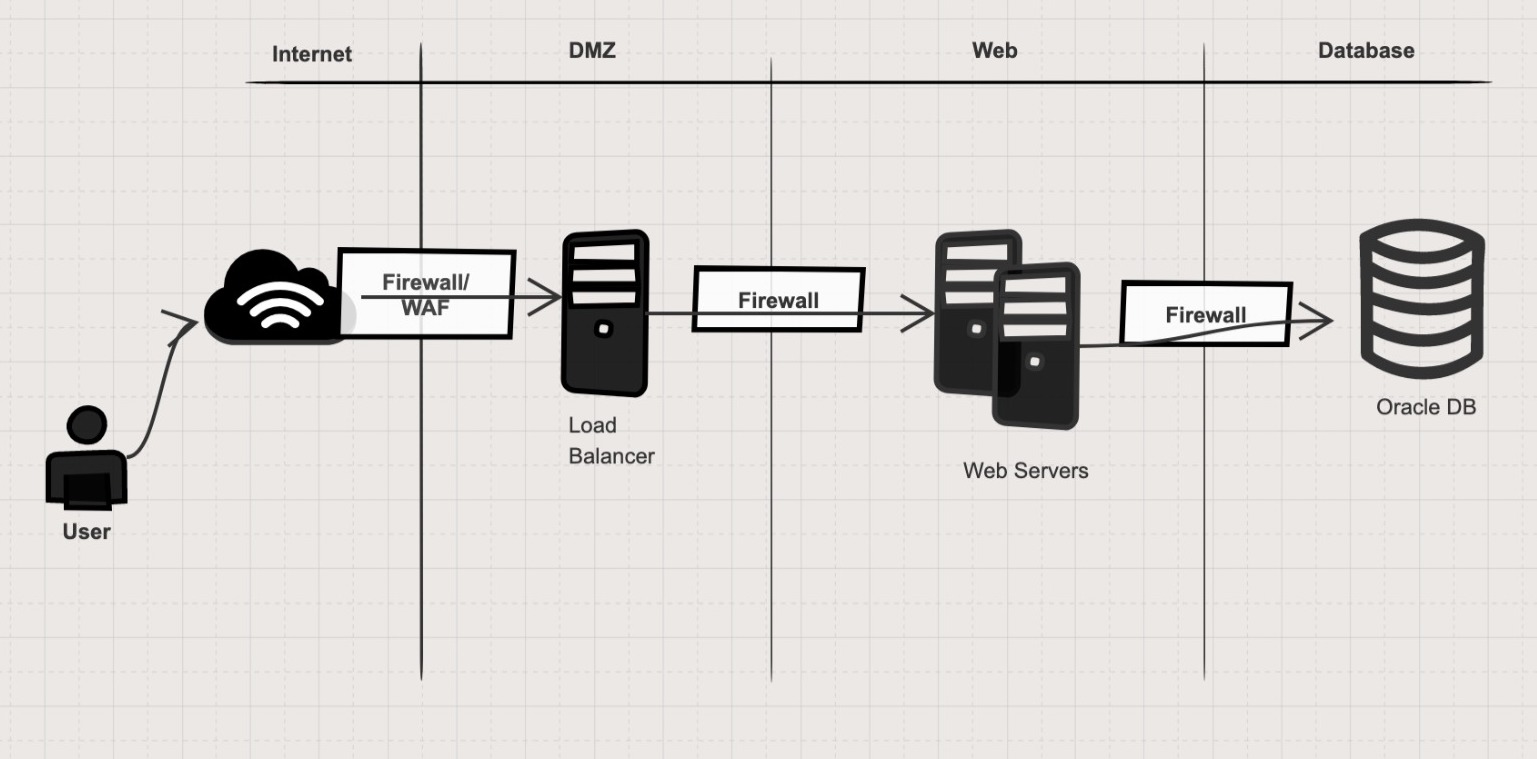 Internet
DMZ
Web
Database
Firewall/
WAF
Firewall
Firewall
Load
Balancer
Oracle DB
Web Servers
User